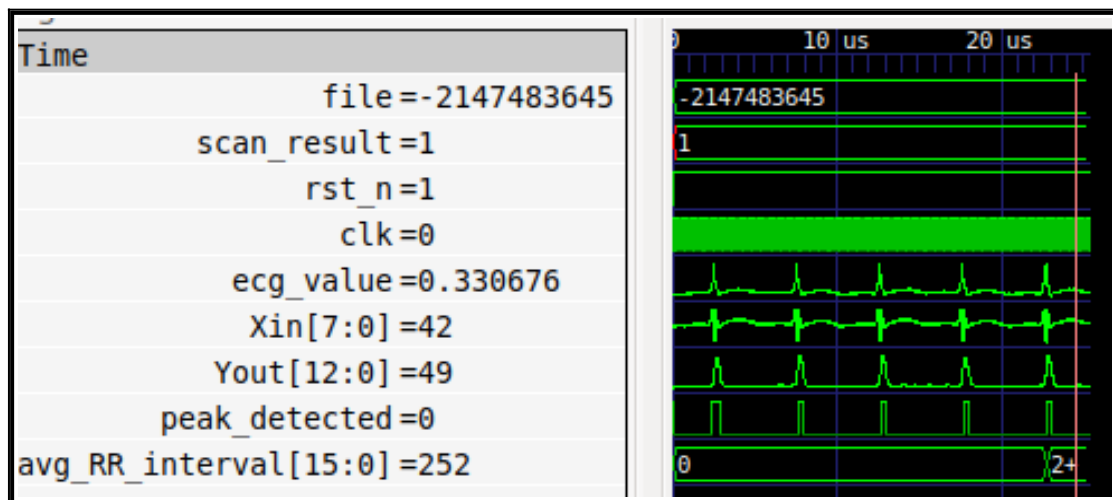 Time
0 10 us 20 us
file=-2147483645
-2147483645
scan_result=1
1
rst_n=1
clk=0
ecg_value=0.330676
Xin[7:0]=42
Yout[12:0]=49
peak_detected=0
avg_RR_interval[15:0]=252
0 2+